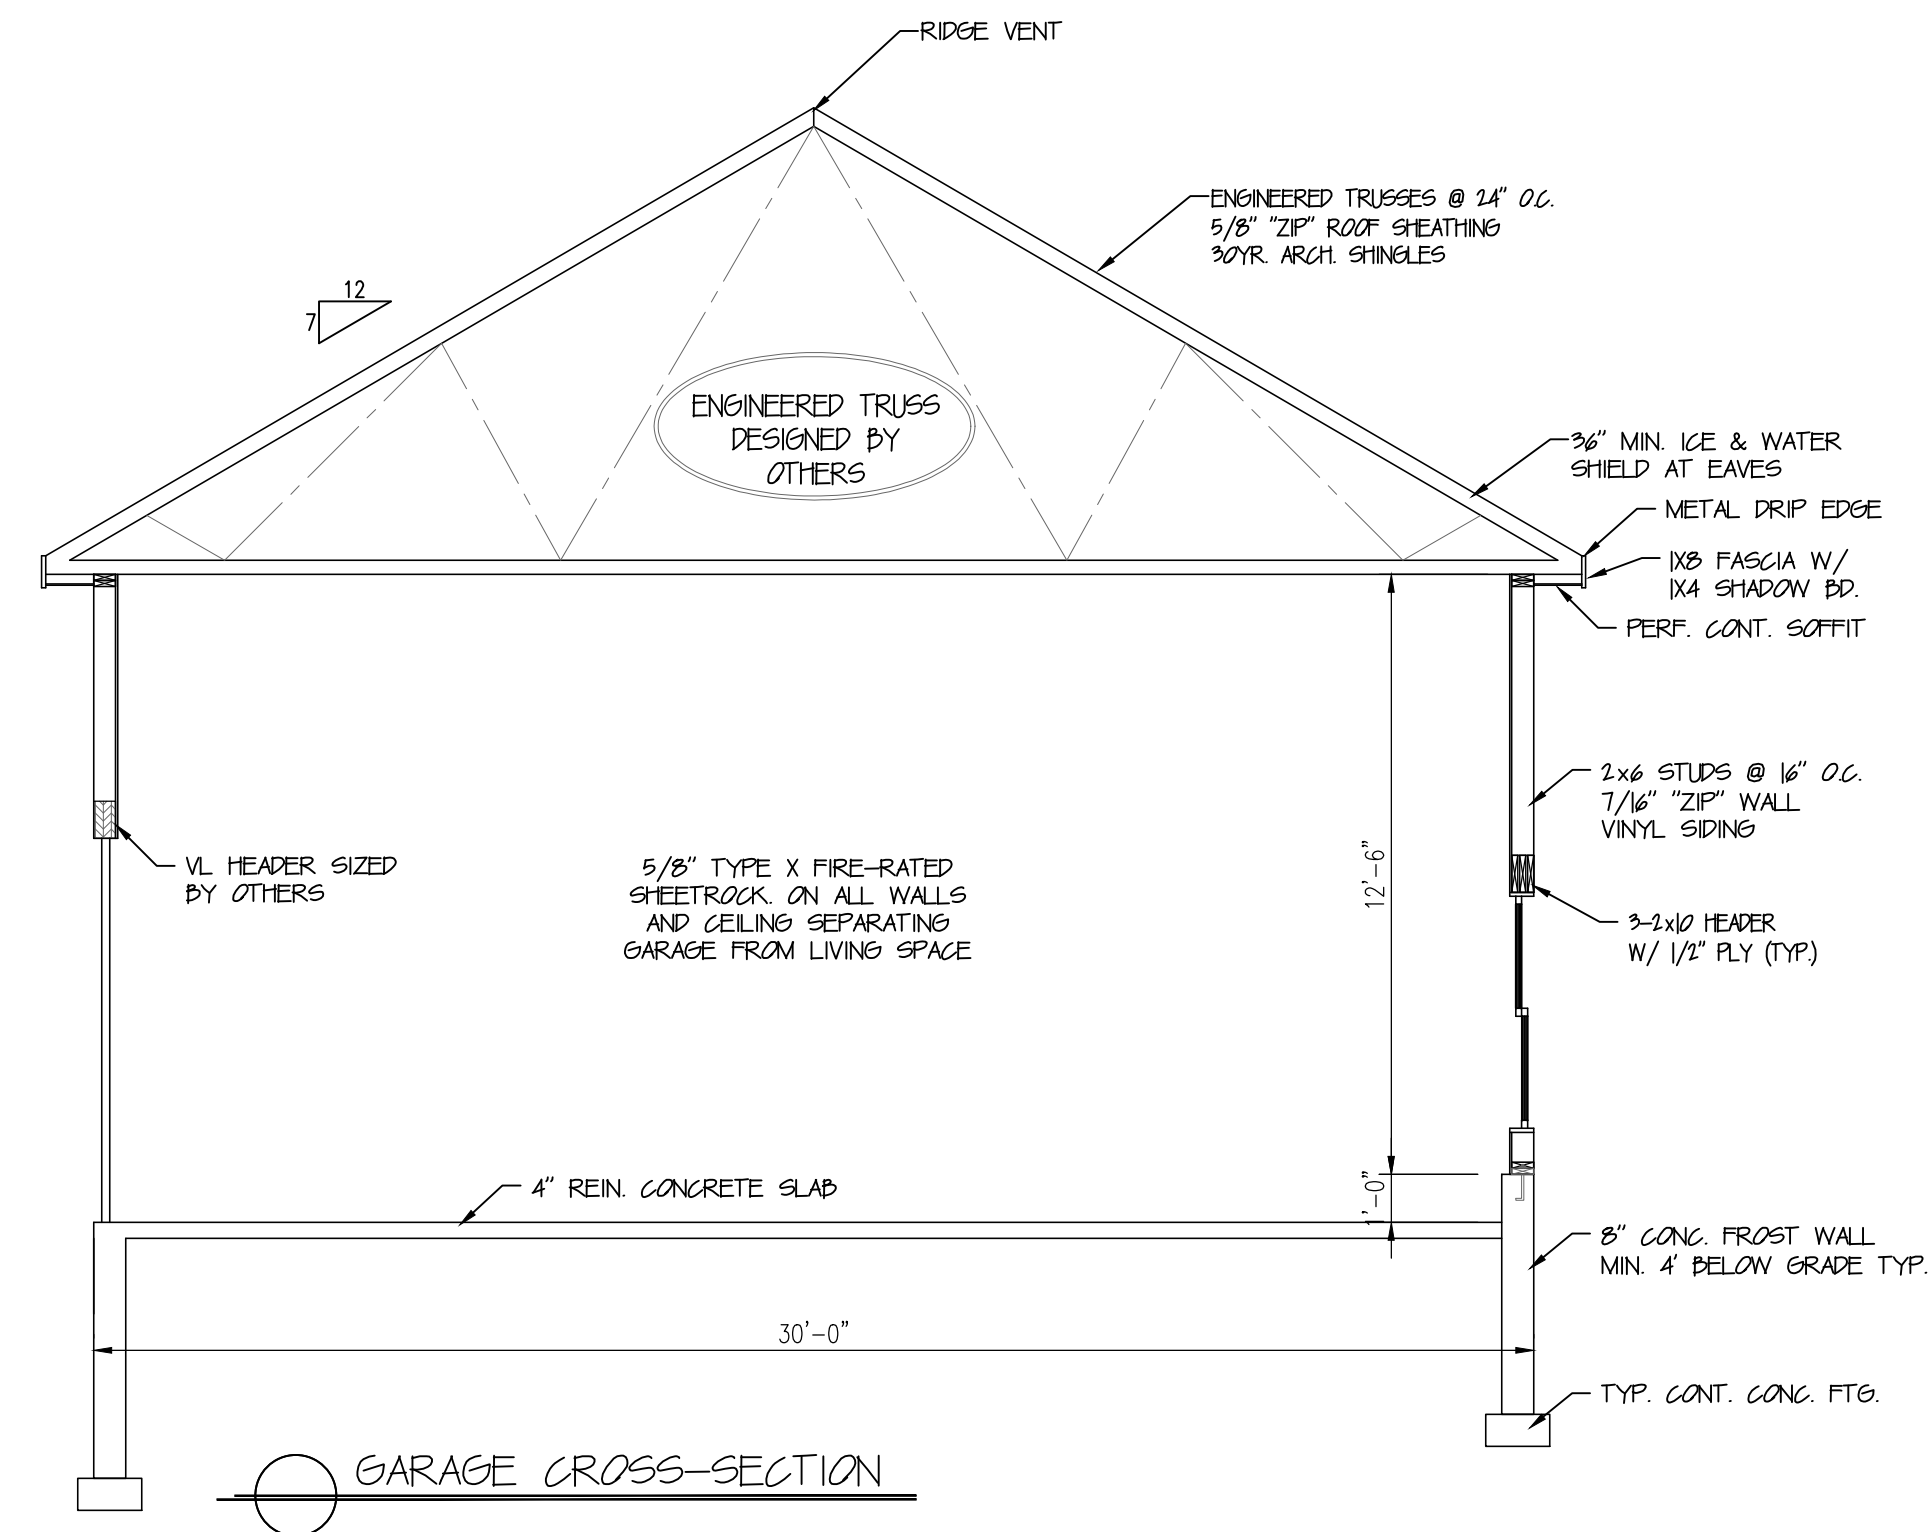 RIDGE VENT
ENGINEERED TRUSSES @ 24" O.C.
5/8" "ZIP" ROOF SHEATHING
30YR. ARCH. SHINGLES
12
7
ENGINEERED TRUSS
DESIGNED BY
OTHERS
36" MIN. ICE & WATER
SHIELD AT EAVES
METAL DRIP EDGE
1X8 FASCIA W/
1X4 SHADOW BD.
PERF. CONT. SOFFIT
2x6 STUDS @ 16" O.C.
7/16" "ZIP" WALL
VINYL SIDING
VL HEADER SIZED
BY OTHERS
5/8" TYPE X FIRE-RATED
SHEETROCK. ON ALL WALLS
AND CEILING SEPARATING
GARAGE FROM LIVING SPACE
12'-6"
3-2x10 HEADER
W/ 1/2" PLY (TYP.)
4" REIN. CONCRETE SLAB
1'-0"
8" CONC. FROST WALL
MIN. 4' BELOW GRADE TYP.
30'-0"
TYP. CONT. CONC. FTG.
GARAGE CROSS-SECTION